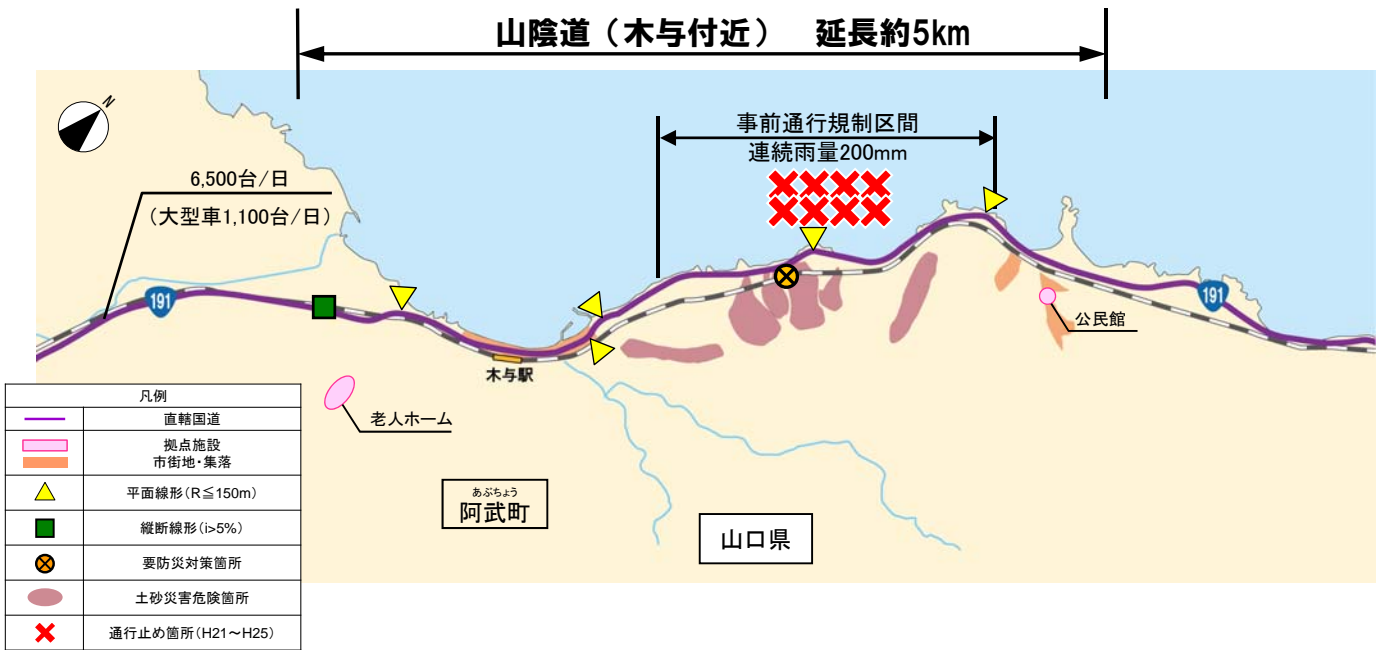 山陰道（木与付近）　延長約5km
N
事前通行規制区間
連続雨量200mm
6,500台/日
（大型車1,100台/日）
191
191
公民館
木与駅
老人ホーム
あぶちょう
阿武町
山口県
凡例
直轄国道
拠点施設
市街地・集落
平面線形（R≦150m）
縦断線形（i>5%）
要防災対策箇所
土砂災害危険箇所
通行止め箇所（H21～H25）